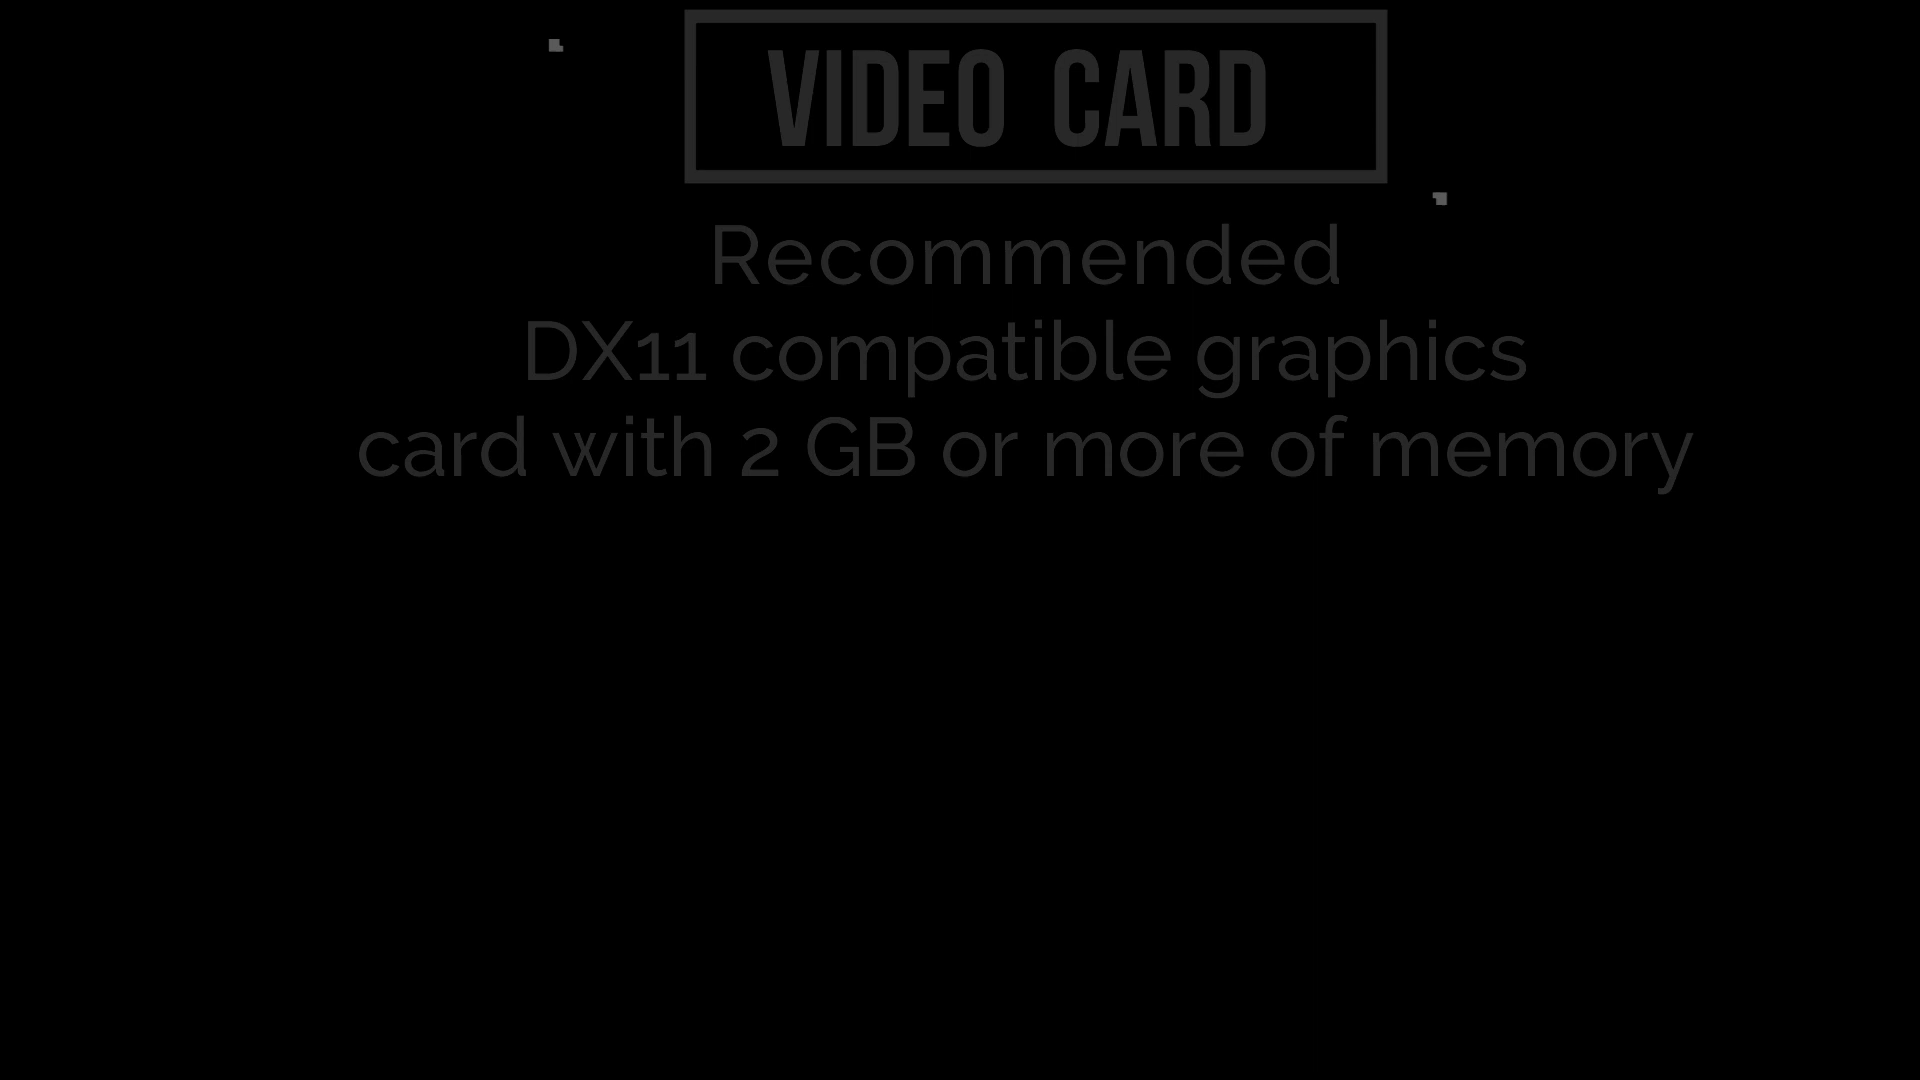 VIDEO CARD
Recommended
DX11 compatible graphics
card with 2 GB or more of memory